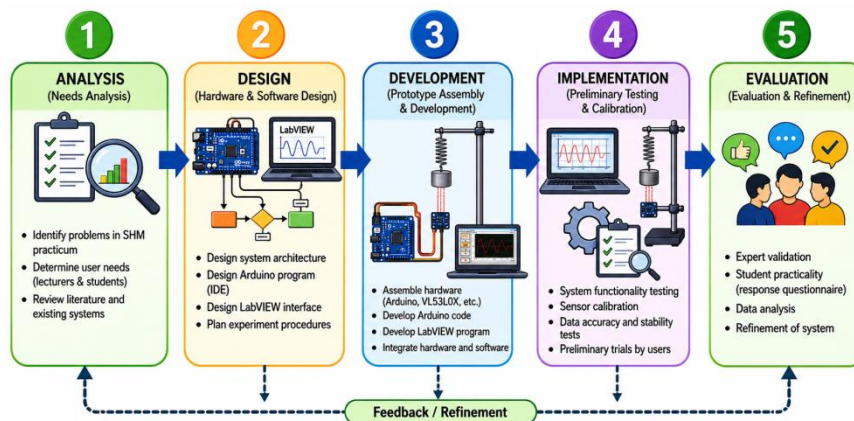 1
ANALYSIS
(Needs Analysis)
• Identify problems in SHM
practicum
• Determine user needs
(lecturers & students)
• Review literature and
existing systems
2
DESIGN
(Hardware & Software Design)
LabVIEW
• Design system architecture
• Design Arduino program
(IDE)
• Design LabVIEW interface
• Plan experiment procedures
3
DEVELOPMENT
(Prototype Assembly
& Development)
• Assemble hardware
(Arduino, VL53L0X, etc.)
• Develop Arduino code
• Develop LabVIEW program
• Integrate hardware and software
4
IMPLEMENTATION
(Preliminary Testing
& Calibration)
• System functionality testing
• Sensor calibration
• Data accuracy and stability
tests
• Preliminary trials by users
5
EVALUATION
(Evaluation & Refinement)
• Expert validation
• Student practicality
(response questionnaire)
• Data analysis
• Refinement of system
Feedback / Refinement